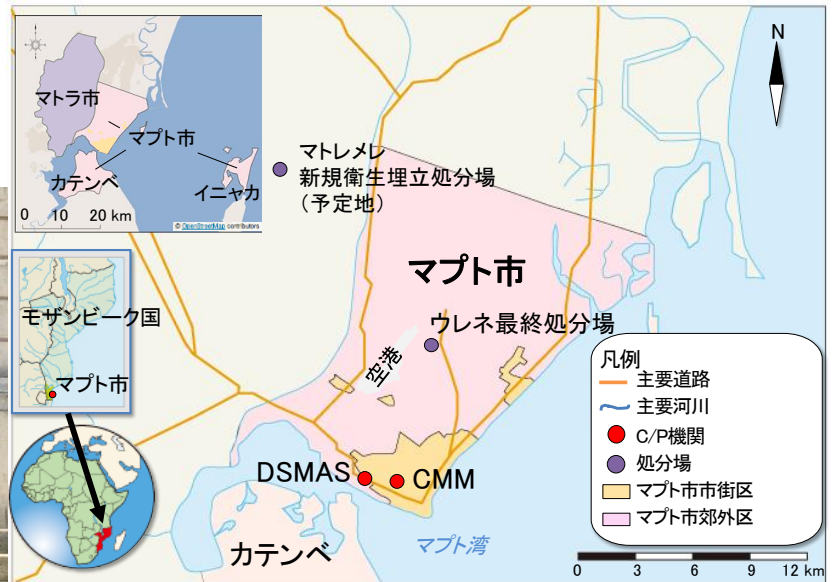 マトラ市
マプト市
カテンベ
イニャカ
0 10 20 km
© OpenStreetMap contributors
N
マトレメレ
新規衛生埋立処分場
（予定地）
マプト市
ウレネ最終処分場
空港
モザンビーク国
マプト市
DSMAS
CMM
カテンベ
マプト湾
凡例
主要道路
主要河川
C/P機関
処分場
マプト市市街区
マプト市郊外区
0 3 6 9 12 km